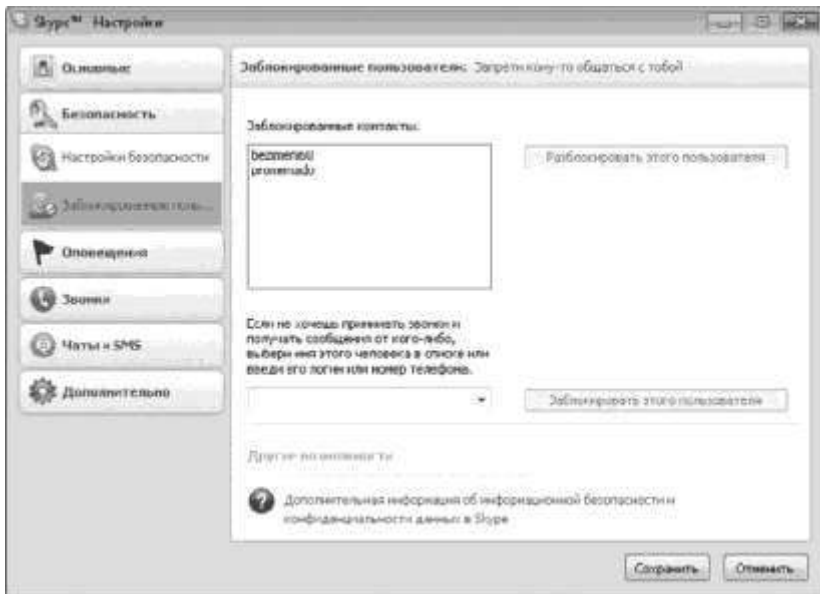 Skype™ Настройки
Основные
Заблокированные пользователи: Запрети кому-то общаться с тобой
Безопасность
Заблокированные контакты:
Настройки безопасности
Разблокировать этого пользователя
Заблокированные поль...
Оповещения
Звонки
Если не хочешь принимать звонки и
получать сообщения от кого-либо,
выбери имя этого человека в списке или
введи его логин или номер телефона.
Чаты и SMS
Дополнительно
Заблокировать этого пользователя
Другие возможности
Дополнительная информация об информационной безопасности и
конфиденциальности данных в Skype
Сохранить
Отменить